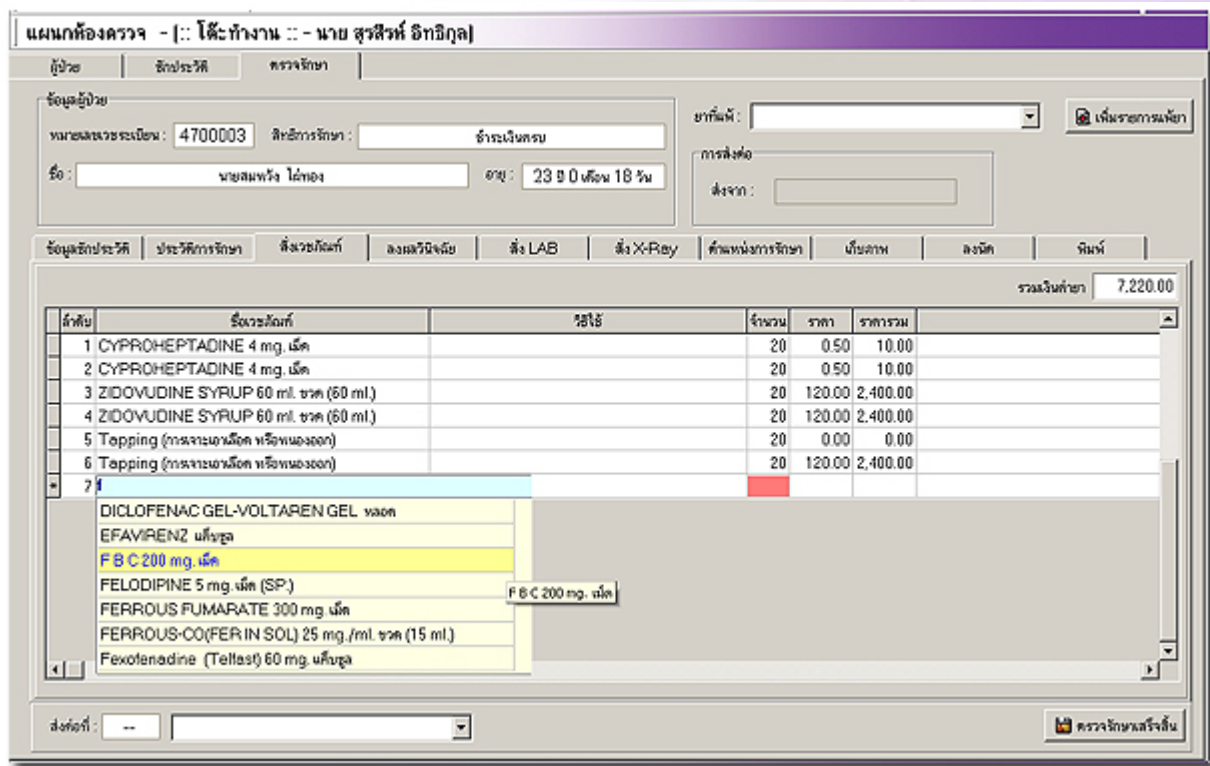 แผนกห้องตรวจ - [:: โต๊ะทำงาน :: - นาย สุรสีรห์ อิทธิกุล]
ผู้ป่วย ซักประวัติ ตรวจรักษา
ข้อมูลผู้ป่วย
หมายเลขเวชระเบียน : 4700003 สิทธิการรักษา : ชำระเงินครบ
ยาที่แพ้ : เพิ่มรายการแพ้ยา
ชื่อ : นายสมหวัง ไผ่ทอง อายุ : 23 ปี 0 เดือน 18 วัน
การส่งต่อ
ส่งจาก :
ข้อมูลซักประวัติ ประวัติการรักษา สั่งเวชภัณฑ์ ลงผลวินิจฉัย สั่ง LAB สั่ง X-Ray ตำแหน่งการรักษา เก็บภาพ ลงนัด พิมพ์
รวมเงินค่ายา 7,220.00
ลำดับ ชื่อเวชภัณฑ์ วิธีใช้ จำนวน ราคา ราคารวม
1 CYPROHEPTADINE 4 mg. เม็ด 20 0.50 10.00
2 CYPROHEPTADINE 4 mg. เม็ด 20 0.50 10.00
3 ZIDOVUDINE SYRUP 60 ml. ขวด (60 ml.) 20 120.00 2,400.00
4 ZIDOVUDINE SYRUP 60 ml. ขวด (60 ml.) 20 120.00 2,400.00
5 Tapping (การเจาะเอาเลือด หรือหนองออก) 20 0.00 0.00
6 Tapping (การเจาะเอาเลือด หรือหนองออก) 20 120.00 2,400.00
* 7 f
DICLOFENAC GEL-VOLTAREN GEL หลอด
EFAVIRENZ แค็บซูล
F B C 200 mg. เม็ด
FELODIPINE 5 mg. เม็ด (SP.)
F B C 200 mg. เม็ด
FERROUS FUMARATE 300 mg. เม็ด
FERROUS-CO(FER IN SOL) 25 mg./ml. ขวด (15 ml.)
Fexofenadine (Telfast) 60 mg. แค็บซูล
ส่งต่อที่ : -- ตรวจรักษาเสร็จสิ้น